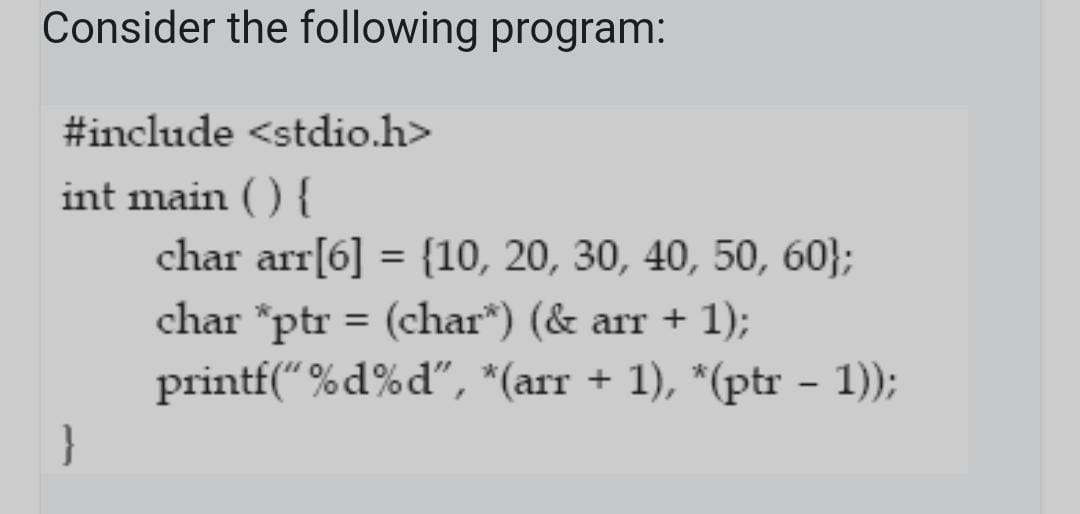 Consider the following program:
#include <stdio.h>
int main ( ) {
char arr[6] = {10, 20, 30, 40, 50, 60};
char *ptr = (char*) (& arr + 1);
printf(“%d%d”, *(arr + 1), *(ptr – 1));
}